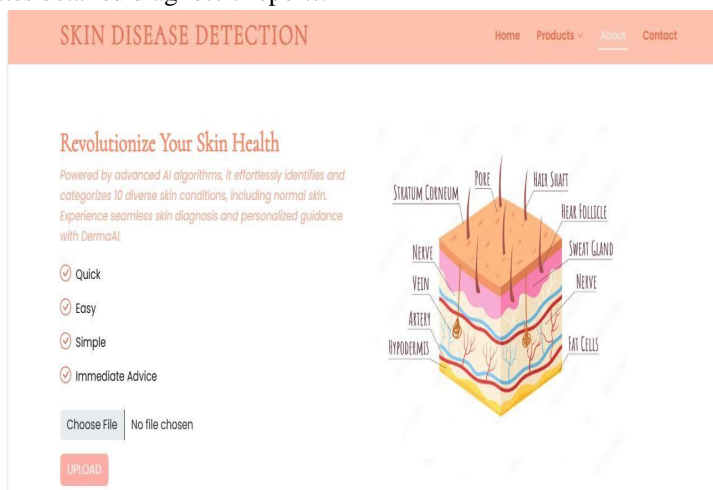 SKIN DISEASE DETECTION
Home Products About Contact
Revolutionize Your Skin Health
Powered by advanced AI algorithms, it effortlessly identifies and
categorizes 10 diverse skin conditions, including normal skin.
Experience seamless skin diagnosis and personalized guidance
with DermaAI.
Quick
Easy
Simple
Immediate Advice
Choose File No file chosen
UPLOAD
STRATUM CORNEUM
PORE
HAIR SHAFT
HEAR FOLLICLE
NERVE
SWEAT GLAND
VEIN
NERVE
ARTERY
HYPODERMIS
FAT CELLS